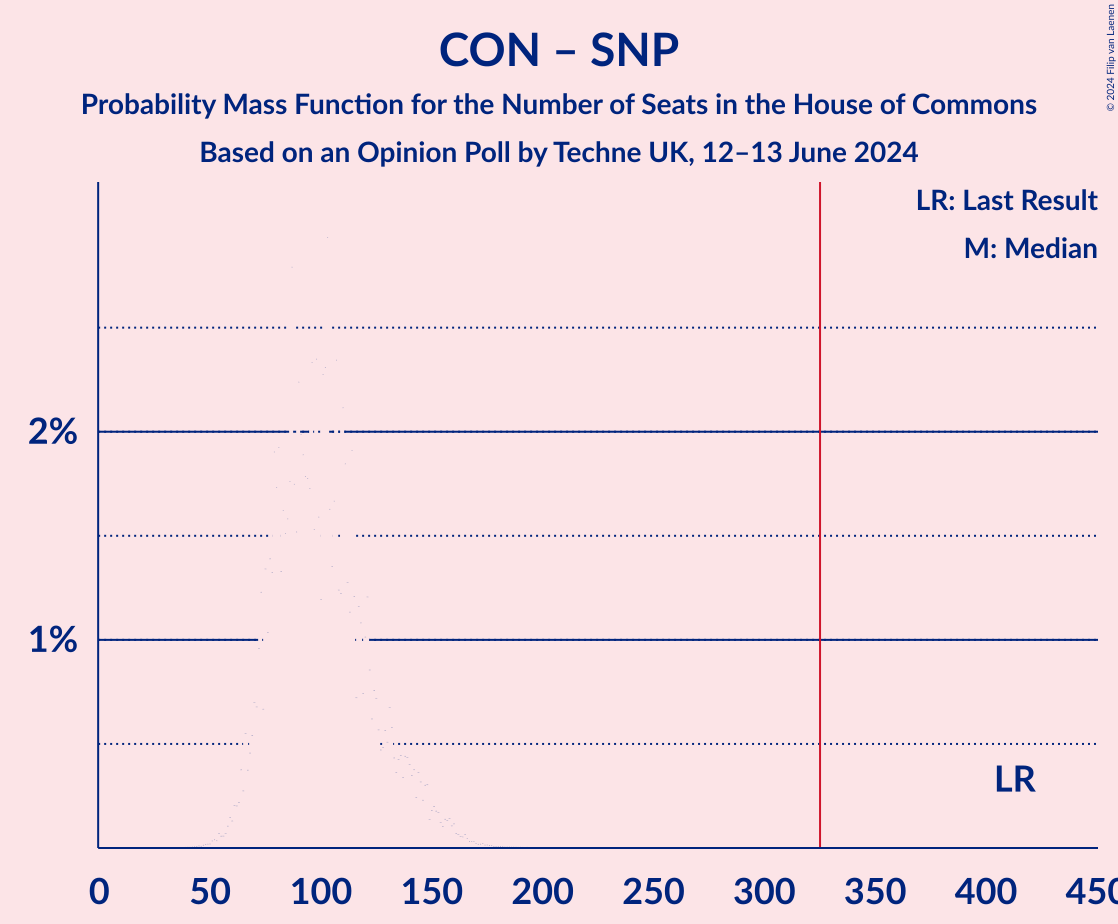 CON – SNP
Probability Mass Function for the Number of Seats in the House of Commons
Based on an Opinion Poll by Techne UK, 12–13 June 2024
© 2024 Filip van Laenen
LR: Last Result
M: Median
2%
1%
LR
0 50 100 150 200 250 300 350 400 450